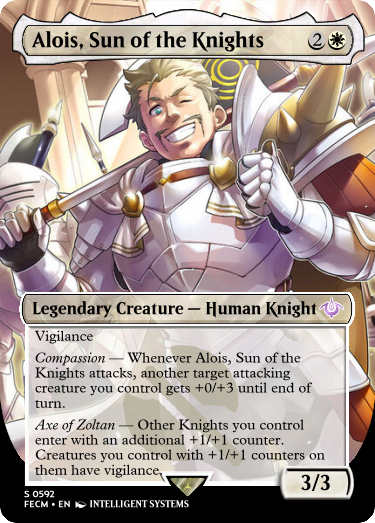 Alois, Sun of the Knights 2
Legendary Creature — Human Knight
Vigilance
Compassion — Whenever Alois, Sun of the
Knights attacks, another target attacking
creature you control gets +0/+3 until end of
turn.
Axe of Zoltan — Other Knights you control
enter with an additional +1/+1 counter.
Creatures you control with +1/+1 counters on
them have vigilance.
3/3
S 0592
FECM • EN INTELLIGENT SYSTEMS